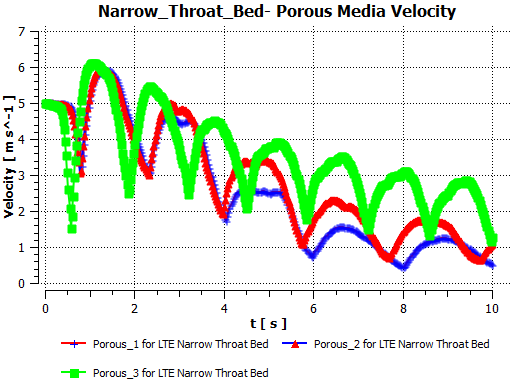 Narrow_Throat_Bed- Porous Media Velocity
7
6
5
4
3
2
1
0
Velocity [ m s^-1 ]
0 2 4 6 8 10
t [ s ]
Porous_1 for LTE Narrow Throat Bed
Porous_2 for LTE Narrow Throat Bed
Porous_3 for LTE Narrow Throat Bed